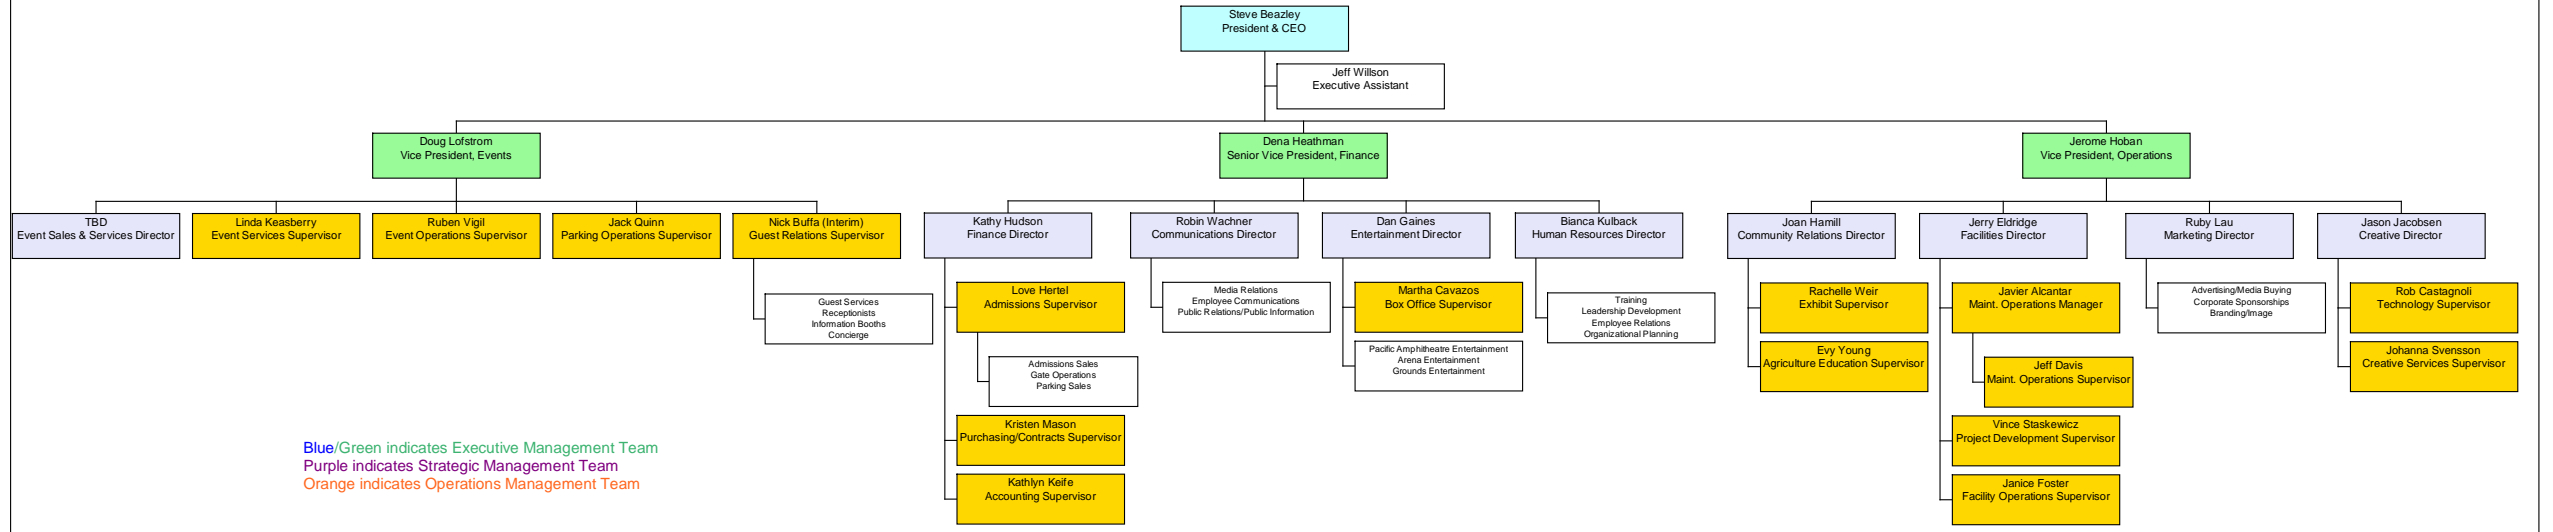 Steve Beazley
President & CEO
Jeff Willson
Executive Assistant
Doug Lofstrom
Vice President, Events
Dena Heathman
Senior Vice President, Finance
Jerome Hoban
Vice President, Operations
TBD
Event Sales & Services Director
Linda Keasberry
Event Services Supervisor
Ruben Vigil
Event Operations Supervisor
Jack Quinn
Parking Operations Supervisor
Nick Buffa (Interim)
Guest Relations Supervisor
Guest Services
Receptionists
Information Booths
Concierge
Kathy Hudson
Finance Director
Love Hertel
Admissions Supervisor
Admissions Sales
Gate Operations
Parking Sales
Kristen Mason
Purchasing/Contracts Supervisor
Kathlyn Keife
Accounting Supervisor
Robin Wachner
Communications Director
Media Relations
Employee Communications
Public Relations/Public Information
Dan Gaines
Entertainment Director
Martha Cavazos
Box Office Supervisor
Pacific Amphitheatre Entertainment
Arena Entertainment
Grounds Entertainment
Bianca Kulback
Human Resources Director
Training
Leadership Development
Employee Relations
Organizational Planning
Joan Hamill
Community Relations Director
Rachelle Weir
Exhibit Supervisor
Evy Young
Agriculture Education Supervisor
Jerry Eldridge
Facilities Director
Javier Alcantar
Maint. Operations Manager
Jeff Davis
Maint. Operations Supervisor
Vince Staskewicz
Project Development Supervisor
Janice Foster
Facility Operations Supervisor
Ruby Lau
Marketing Director
Advertising/Media Buying
Corporate Sponsorships
Branding/Image
Jason Jacobsen
Creative Director
Rob Castagnoli
Technology Supervisor
Johanna Svensson
Creative Services Supervisor
Blue/Green indicates Executive Management Team
Purple indicates Strategic Management Team
Orange indicates Operations Management Team